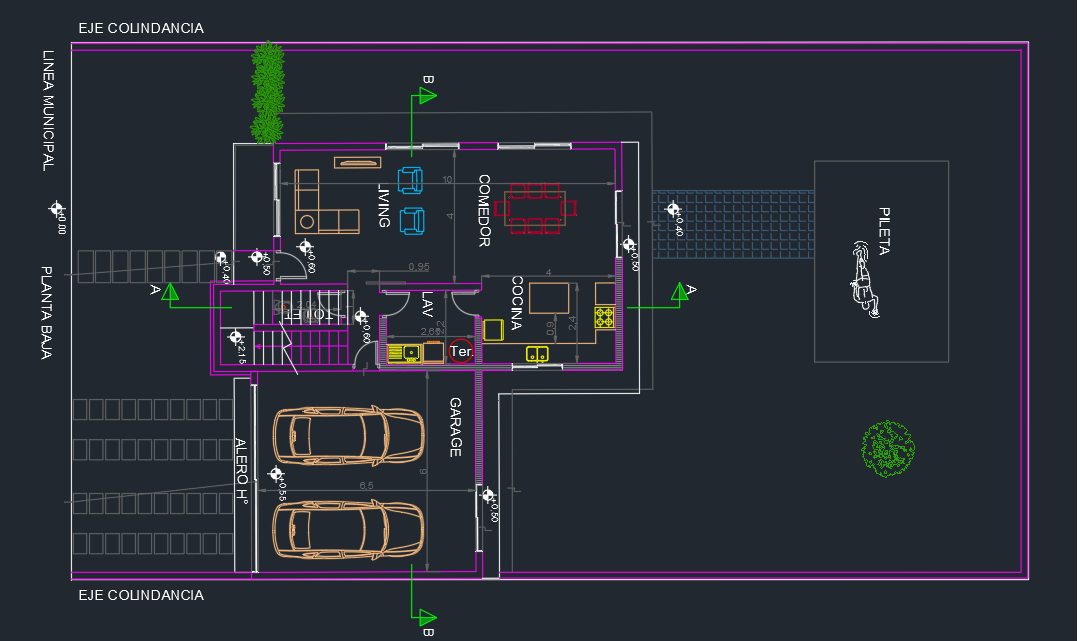 EJE COLINDANCIA
LINEA MUNICIPAL
B
±0.00
10
LIVING
4
COMEDOR
+0.40
PILETA
+0.50
+0.60
+0.50
+0.40
0.95
4
PLANTA BAJA
A
A
TOILET
LAV
COCINA
+0.60
0.9
2.4
+2.15
Ter.
GARAGE
ALERO Hº
6
6.5
+0.55
+0.50
EJE COLINDANCIA
B